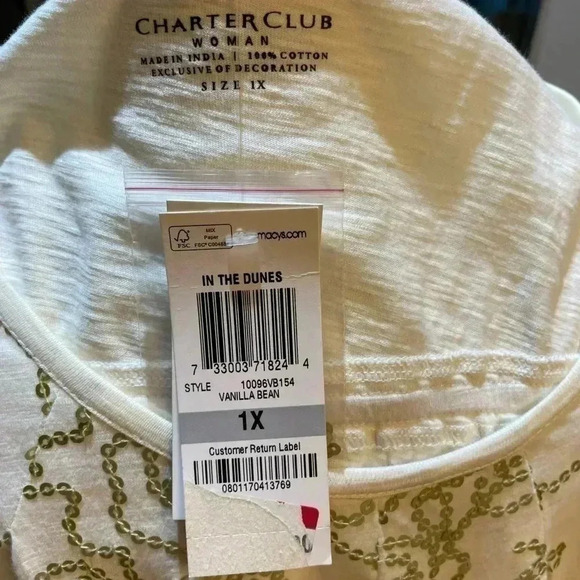 CHARTER CLUB
WOMAN
MADE IN INDIA | 100% COTTON
EXCLUSIVE OF DECORATION
SIZE 1X
FSC
MIX
Paper
macys.com
IN THE DUNES
7 33003 71824 4
STYLE 10096VB154
VANILLA BEAN
1X
Customer Return Label
0801170413769